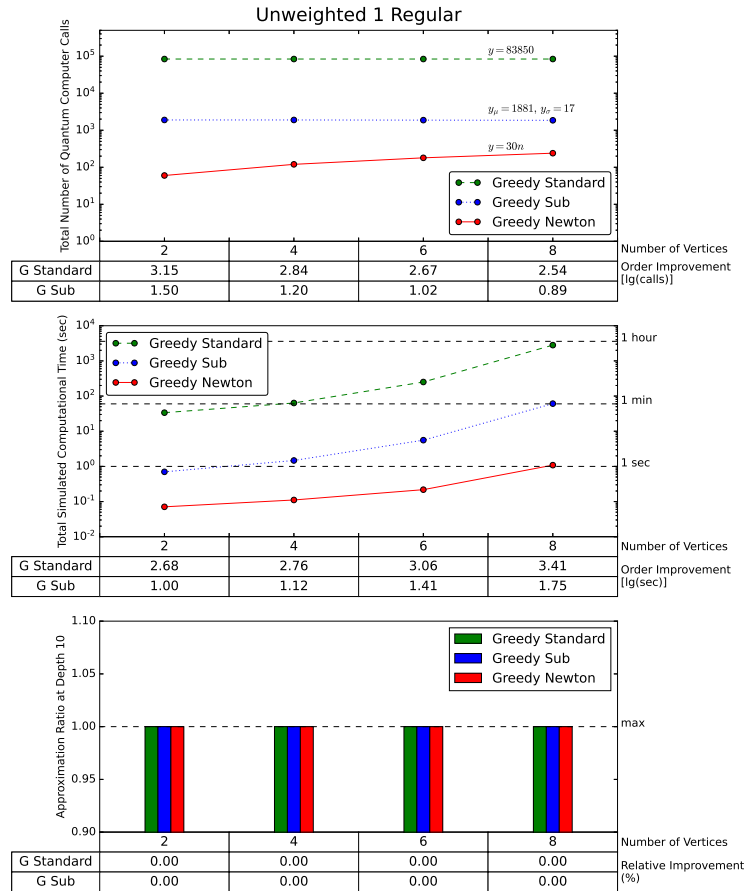 Unweighted 1 Regular
Total Number of Quantum Computer Calls
10^5
10^4
10^3
10^2
10^1
10^0
y = 83850
y_μ = 1881, y_σ = 17
y = 30n
Greedy Standard
Greedy Sub
Greedy Newton
2 4 6 8 Number of Vertices
G Standard 3.15 2.84 2.67 2.54 Order Improvement
G Sub 1.50 1.20 1.02 0.89 [lg(calls)]
Total Simulated Computational Time (sec)
10^4
10^3
10^2
10^1
10^0
10^-1
10^-2
Greedy Standard
Greedy Sub
Greedy Newton
1 hour
1 min
1 sec
2 4 6 8 Number of Vertices
G Standard 2.68 2.76 3.06 3.41 Order Improvement
G Sub 1.00 1.12 1.41 1.75 [lg(sec)]
Approximation Ratio at Depth 10
1.10
1.05
1.00
0.95
0.90
Greedy Standard
Greedy Sub
Greedy Newton
max
2 4 6 8 Number of Vertices
G Standard 0.00 0.00 0.00 0.00 Relative Improvement
G Sub 0.00 0.00 0.00 0.00 (%)